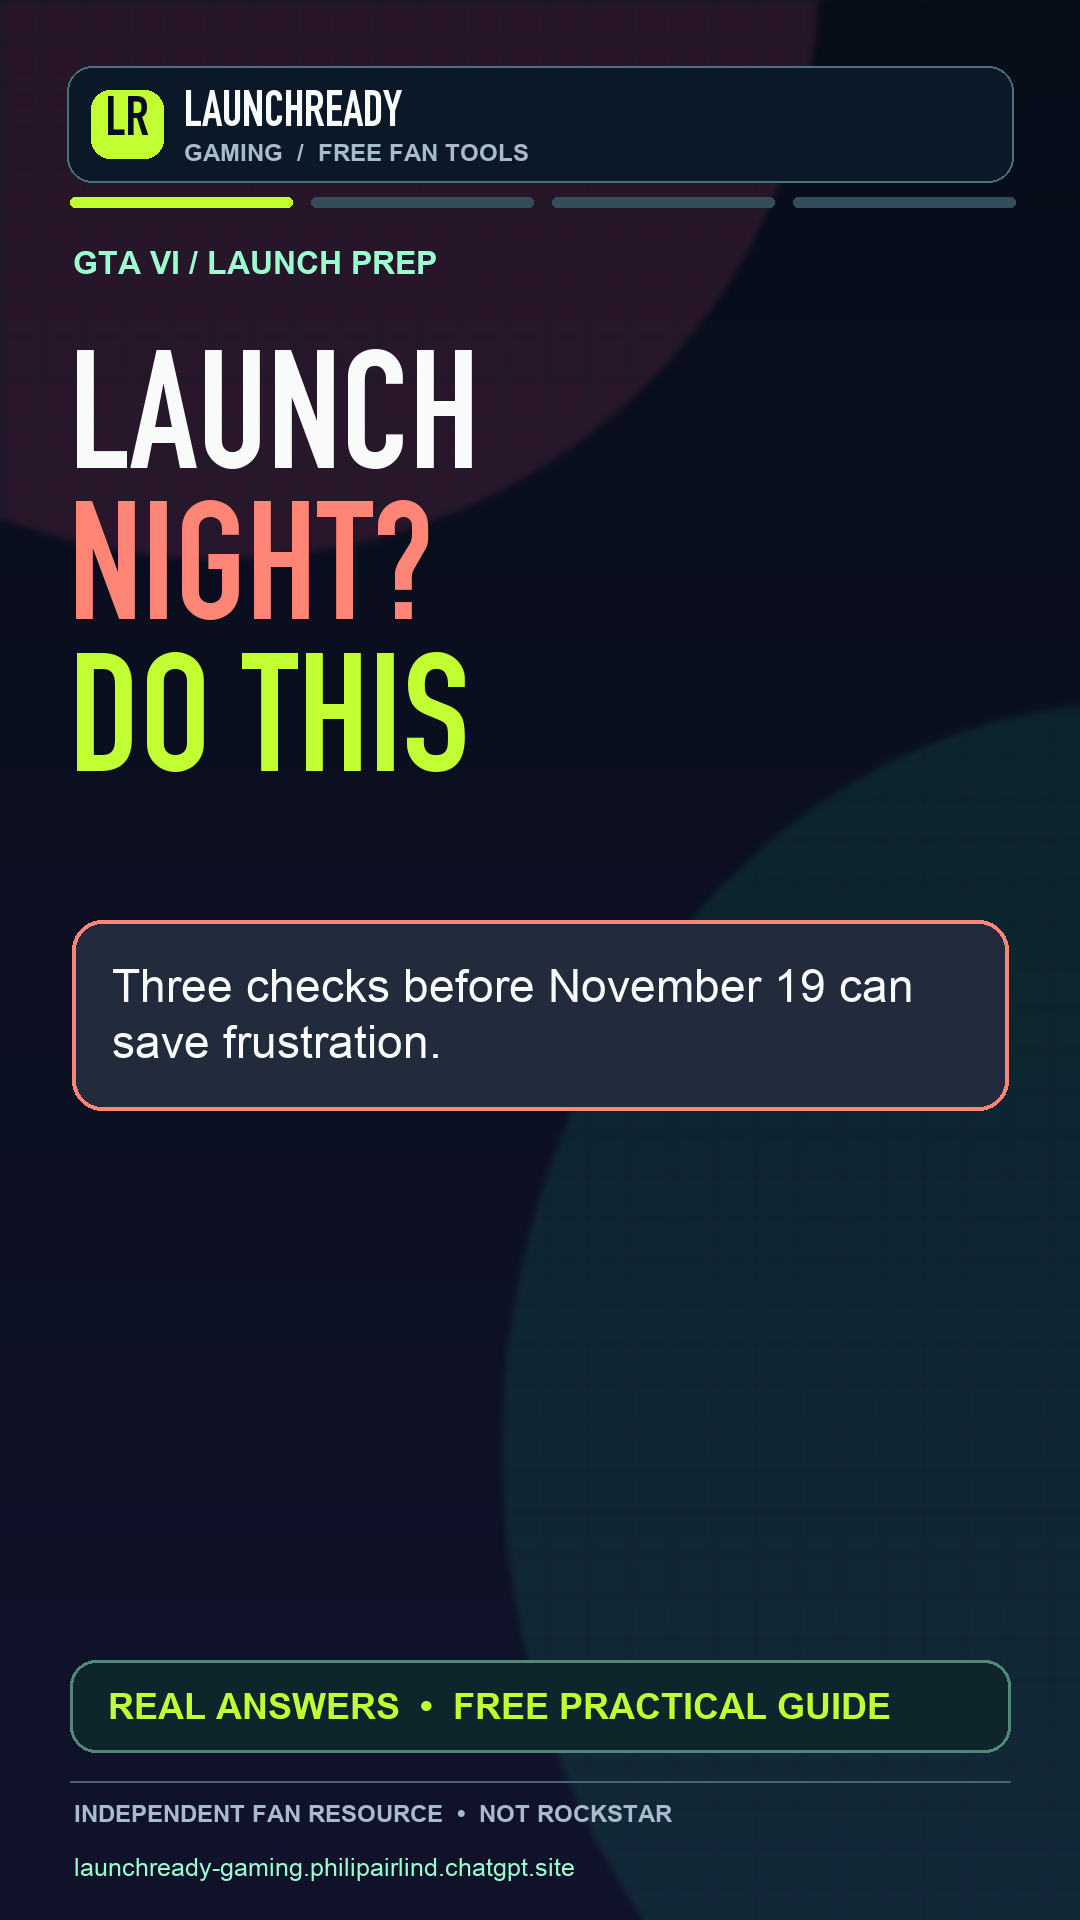 LR
LAUNCHREADY
GAMING / FREE FAN TOOLS
GTA VI / LAUNCH PREP
LAUNCH
NIGHT?
DO THIS
Three checks before November 19 can
save frustration.
REAL ANSWERS • FREE PRACTICAL GUIDE
INDEPENDENT FAN RESOURCE • NOT ROCKSTAR
launchready-gaming.philipairlind.chatgpt.site